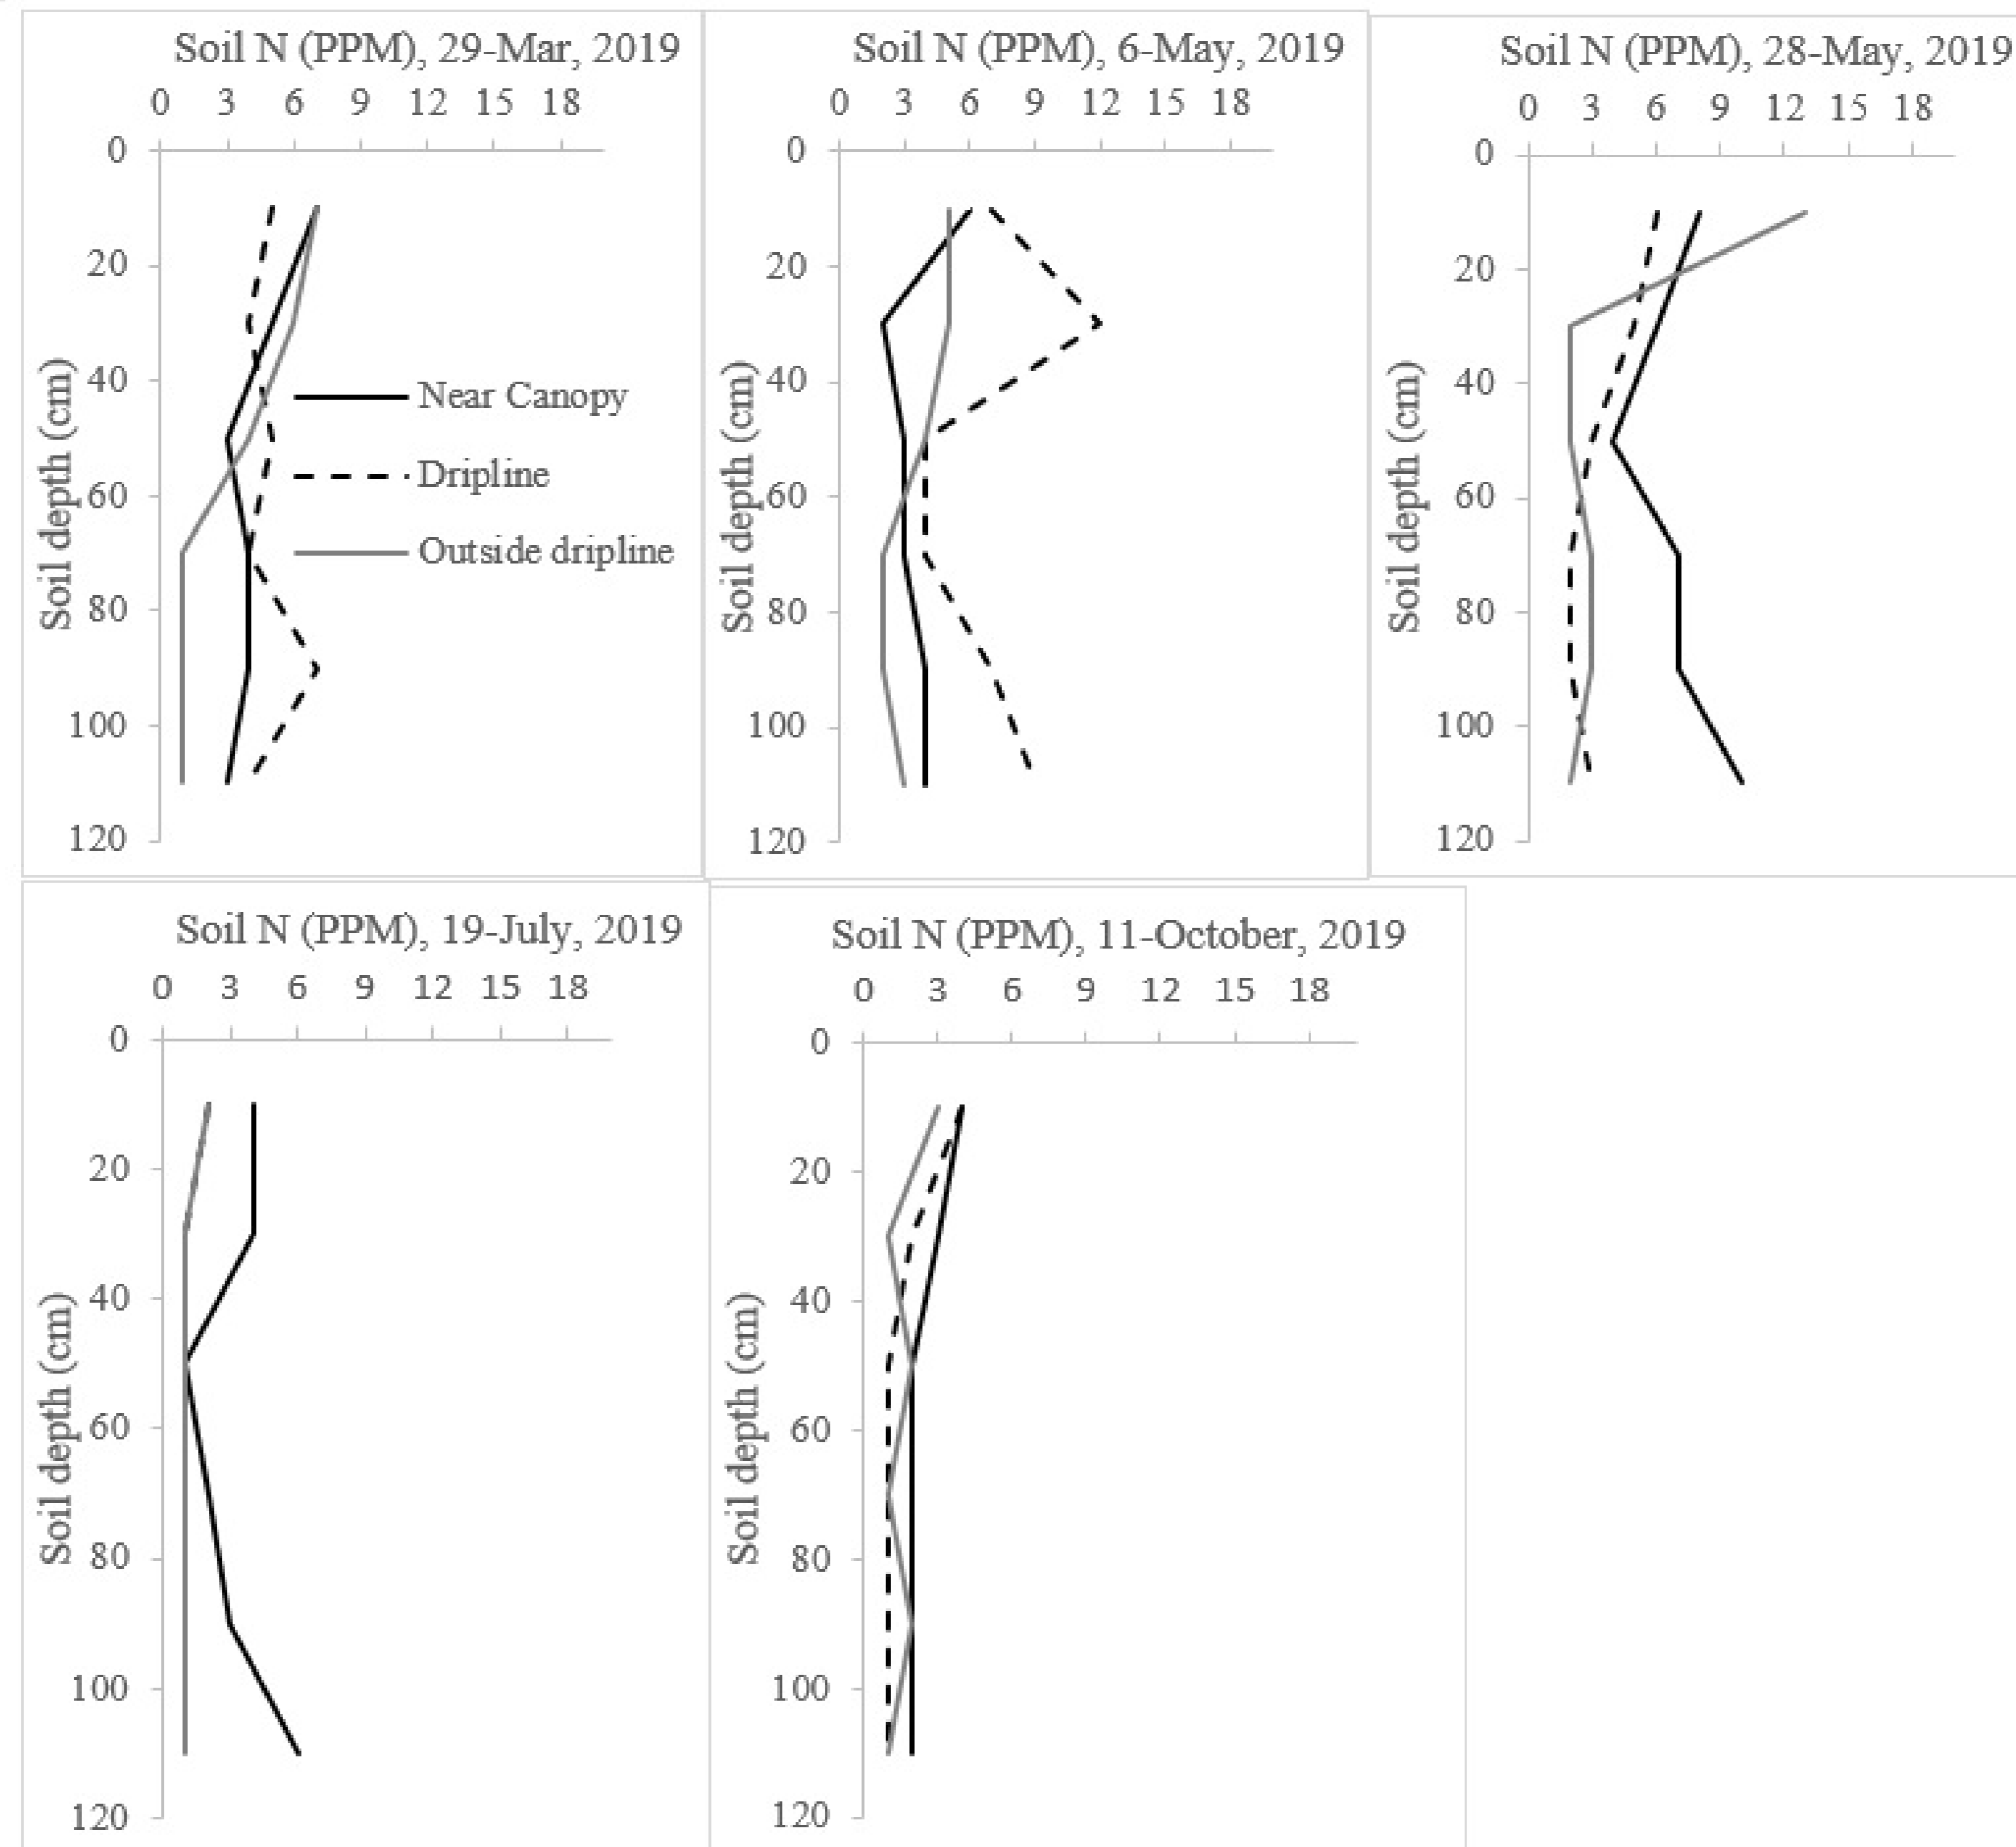 Soil N (PPM), 29-Mar, 2019
0 3 6 9 12 15 18
0
20
40
60
80
100
120
Soil depth (cm)
Near Canopy
Dripline
Outside dripline
Soil N (PPM), 6-May, 2019
0 3 6 9 12 15 18
0
20
40
60
80
100
120
Soil depth (cm)
Soil N (PPM), 28-May, 2019
0 3 6 9 12 15 18
0
20
40
60
80
100
120
Soil depth (cm)
Soil N (PPM), 19-July, 2019
0 3 6 9 12 15 18
0
20
40
60
80
100
120
Soil depth (cm)
Soil N (PPM), 11-October, 2019
0 3 6 9 12 15 18
0
20
40
60
80
100
120
Soil depth (cm)